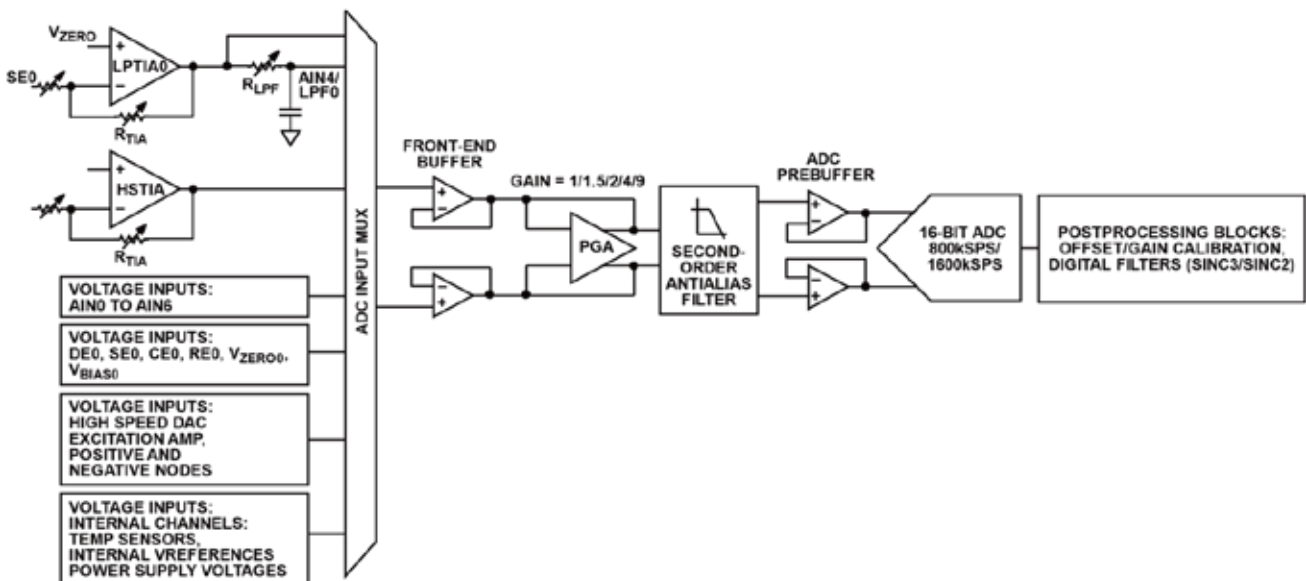 VZERO
+
LPTIA0
SE0
−
RTIA
RLPF
AIN4/
LPF0
+
HSTIA
−
RTIA
VOLTAGE INPUTS:
AIN0 TO AIN6
VOLTAGE INPUTS:
DE0, SE0, CE0, RE0, VZERO0,
VBIAS0
VOLTAGE INPUTS:
HIGH SPEED DAC
EXCITATION AMP,
POSITIVE AND
NEGATIVE NODES
VOLTAGE INPUTS:
INTERNAL CHANNELS:
TEMP SENSORS,
INTERNAL VREFERENCES
POWER SUPPLY VOLTAGES
ADC INPUT MUX
FRONT-END
BUFFER
+
−
−
+
GAIN = 1/1.5/2/4/9
PGA
SECOND-
ORDER
ANTIALIAS
FILTER
ADC
PREBUFFER
+
−
−
+
16-BIT ADC
800kSPS/
1600kSPS
POSTPROCESSING BLOCKS:
OFFSET/GAIN CALIBRATION,
DIGITAL FILTERS (SINC3/SINC2)